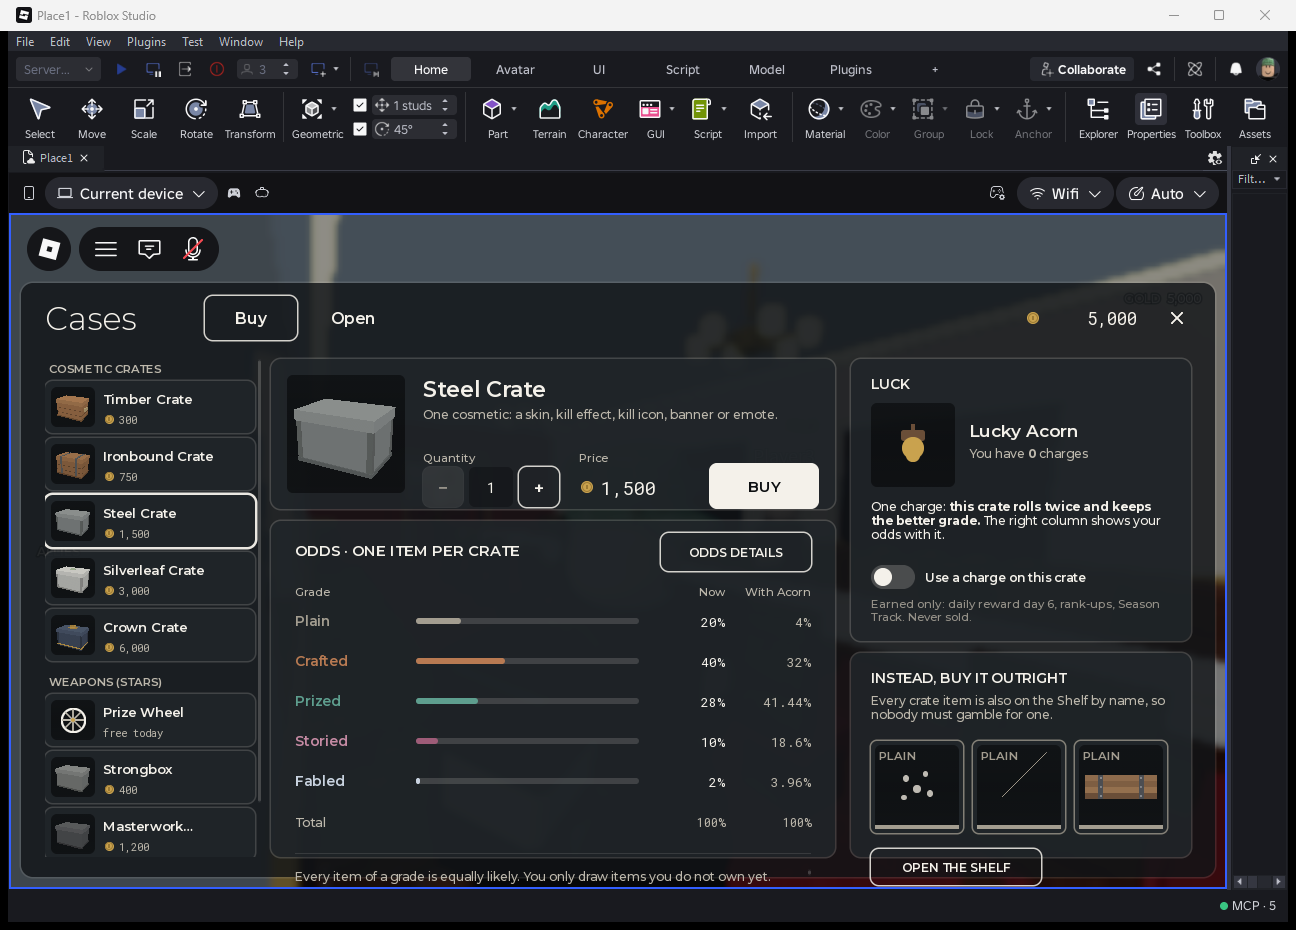 Place1 - Roblox Studio
File Edit View Plugins Test Window Help
Server... 3 Home Avatar UI Script Model Plugins + Collaborate
1 studs
45°
Select Move Scale Rotate Transform Geometric Part Terrain Character GUI Script Import Material Color Group Lock Anchor Explorer Properties Toolbox Assets
Place1
Filt...
Current device Wifi Auto
GOLD 5,000
Cases Buy Open 5,000
COSMETIC CRATES
Timber Crate
300
Ironbound Crate
750
Steel Crate
1,500
Silverleaf Crate
3,000
Crown Crate
6,000
WEAPONS (STARS)
Prize Wheel
free today
Strongbox
400
Masterwork...
1,200
Steel Crate
One cosmetic: a skin, kill effect, kill icon, banner or emote.
Quantity Price
− 1 + 1,500 BUY
ODDS · ONE ITEM PER CRATE ODDS DETAILS
Grade Now With Acorn
Plain 20% 4%
Crafted 40% 32%
Prized 28% 41.44%
Storied 10% 18.6%
Fabled 2% 3.96%
Total 100% 100%
Every item of a grade is equally likely. You only draw items you do not own yet.
LUCK
Lucky Acorn
You have 0 charges
One charge: this crate rolls twice and keeps
the better grade. The right column shows your
odds with it.
Use a charge on this crate
Earned only: daily reward day 6, rank-ups, Season
Track. Never sold.
INSTEAD, BUY IT OUTRIGHT
Every crate item is also on the Shelf by name, so
nobody must gamble for one.
PLAIN PLAIN PLAIN
OPEN THE SHELF
MCP · 5